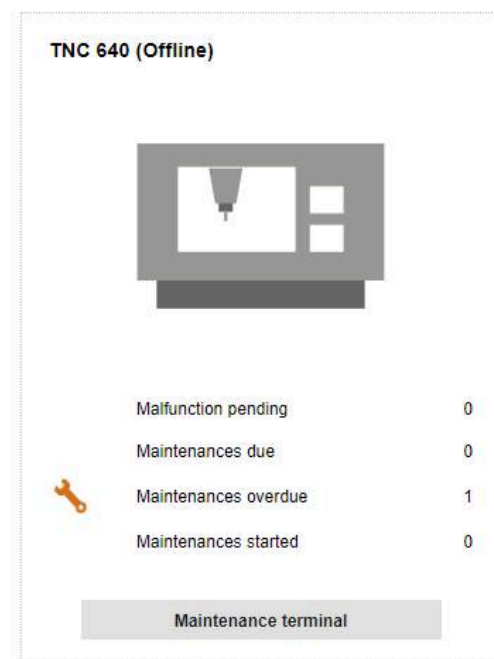 TNC 640 (Offline)
Malfunction pending 0
Maintenances due 0
Maintenances overdue 1
Maintenances started 0
Maintenance terminal